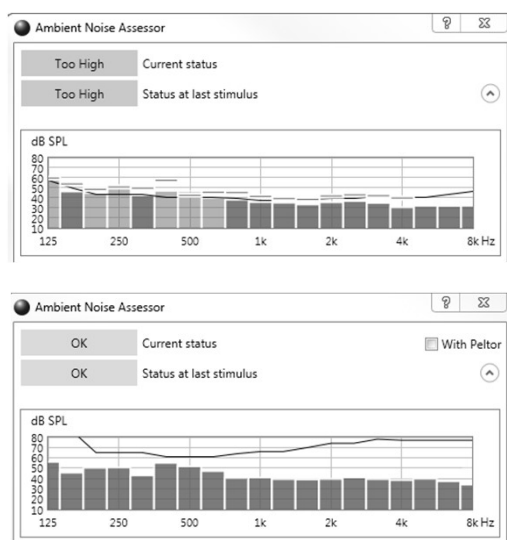 Ambient Noise Assessor
Too High Current status
Too High Status at last stimulus
dB SPL
80
70
60
50
40
30
20
10
125 250 500 1k 2k 4k 8k Hz
Ambient Noise Assessor
OK Current status With Peltor
OK Status at last stimulus
dB SPL
80
70
60
50
40
30
20
10
125 250 500 1k 2k 4k 8k Hz